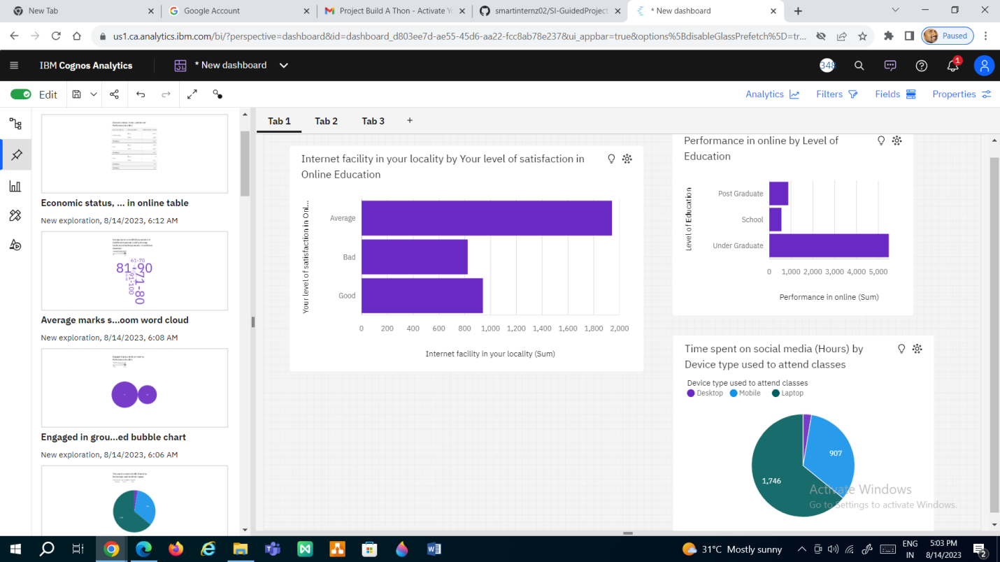 New Tab
Google Account
Project Build A Thon - Activate Y
smartinternz02/SI-GuidedProject
* New dashboard
us1.ca.analytics.ibm.com/bi/?perspective=dashboard&id=dashboard_d803ee7d-ae55-45d6-aa22-fcc8ab78e237&ui_appbar=true&options%5BdisableGlassPrefetch%5D=tr...
Paused
IBM Cognos Analytics
* New dashboard
348
1
Edit
Analytics
Filters
Fields
Properties
Tab 1
Tab 2
Tab 3
Economic status, ... in online table
New exploration, 8/14/2023, 6:12 AM
61-70
81-90
71-80
91-100
Average marks s...oom word cloud
New exploration, 8/14/2023, 6:08 AM
Engaged in grou...ed bubble chart
New exploration, 8/14/2023, 6:06 AM
Internet facility in your locality by Your level of satisfaction in
Online Education
Your level of satisfaction in Onl...
Average
Bad
Good
0 200 400 600 800 1,000 1,200 1,400 1,600 1,800 2,000
Internet facility in your locality (Sum)
Performance in online by Level of
Education
Level of Education
Post Graduate
School
Under Graduate
0 1,000 2,000 3,000 4,000 5,000
Performance in online (Sum)
Time spent on social media (Hours) by
Device type used to attend classes
Device type used to attend classes
Desktop Mobile Laptop
907
1,746
Activate Windows
Go to Settings to activate Windows.
31°C Mostly sunny
ENG
IN
5:03 PM
8/14/2023
2